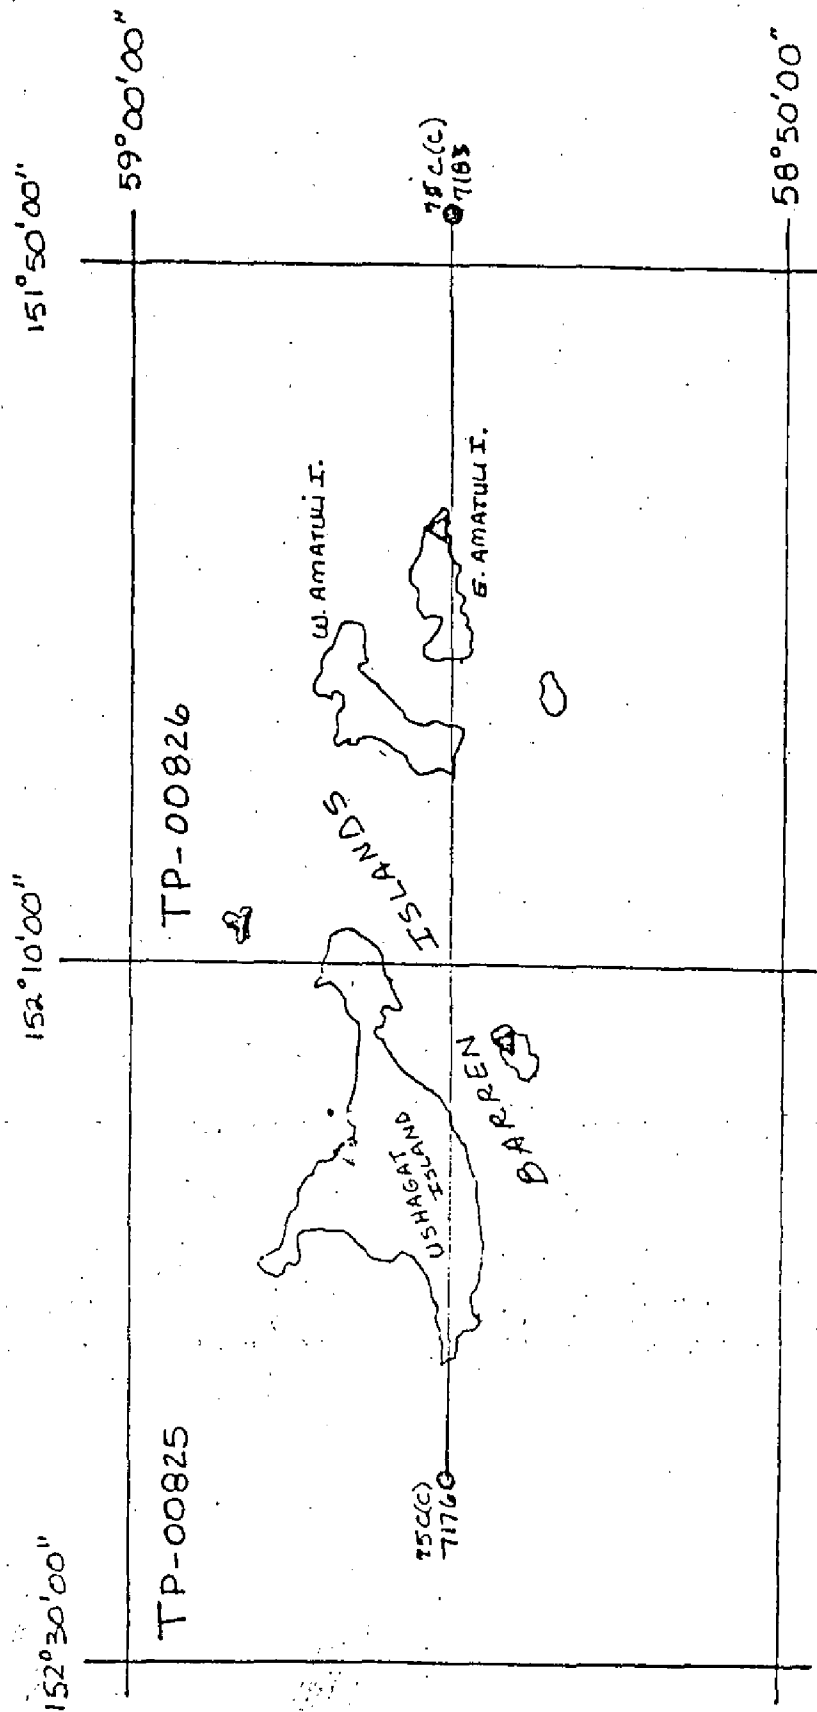 152°30'00"
152°10'00"
151°50'00"
59°00'00"
TP-00825
TP-00826
W. AMATULI I.
ISLANDS
USHAGAT
ISLAND
75C(C)
7176
75 C(C)
7183
E. AMATULI I.
BARREN
58°50'00"